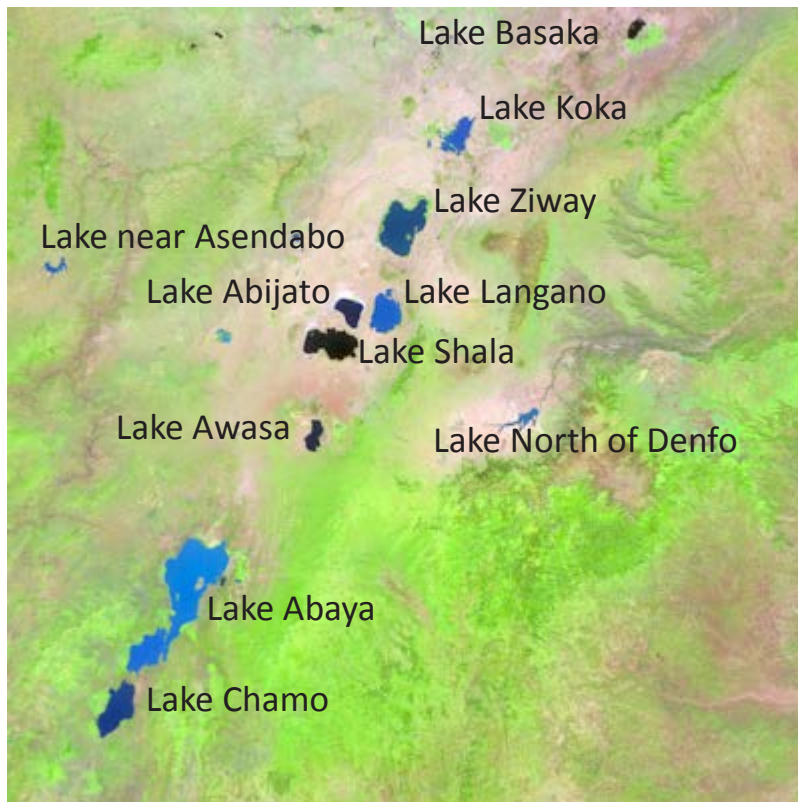 Lake Basaka
Lake Koka
Lake Ziway
Lake near Asendabo
Lake Abijato
Lake Langano
Lake Shala
Lake Awasa
Lake North of Denfo
Lake Abaya
Lake Chamo